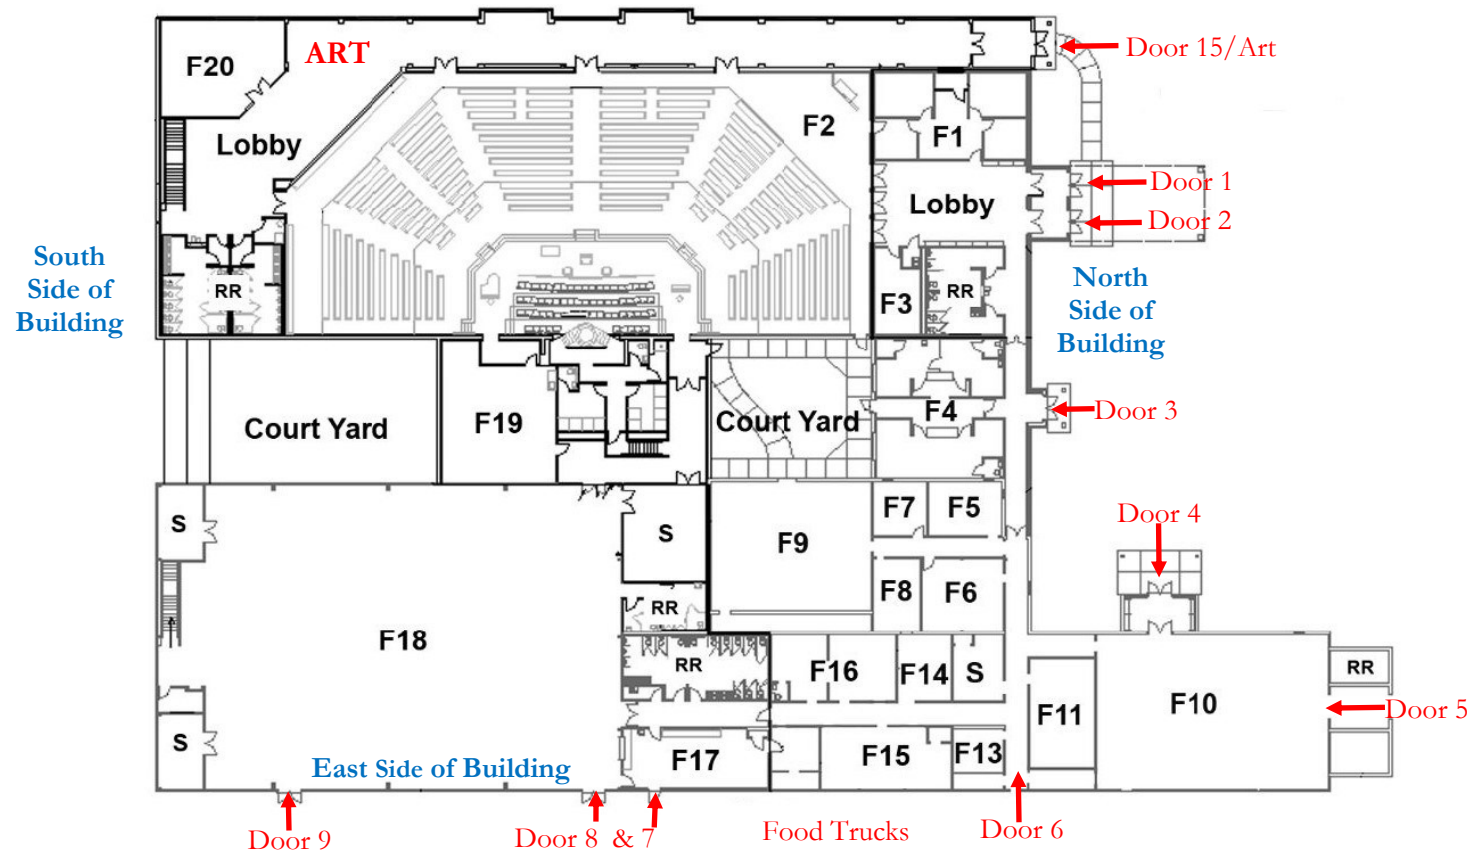 ART
Door 15/Art
F20
F2
F1
Lobby
Door 1
Lobby
Door 2
South
Side of
Building
North
Side of
Building
RR
F3
RR
Court Yard
F19
Court Yard
F4
Door 3
S
S
F9
F7
F5
Door 4
F8
F6
RR
F18
RR
F16
F14
S
F11
F10
RR
Door 5
S
East Side of Building
F17
F15
F13
Door 9
Door 8 & 7
Food Trucks
Door 6